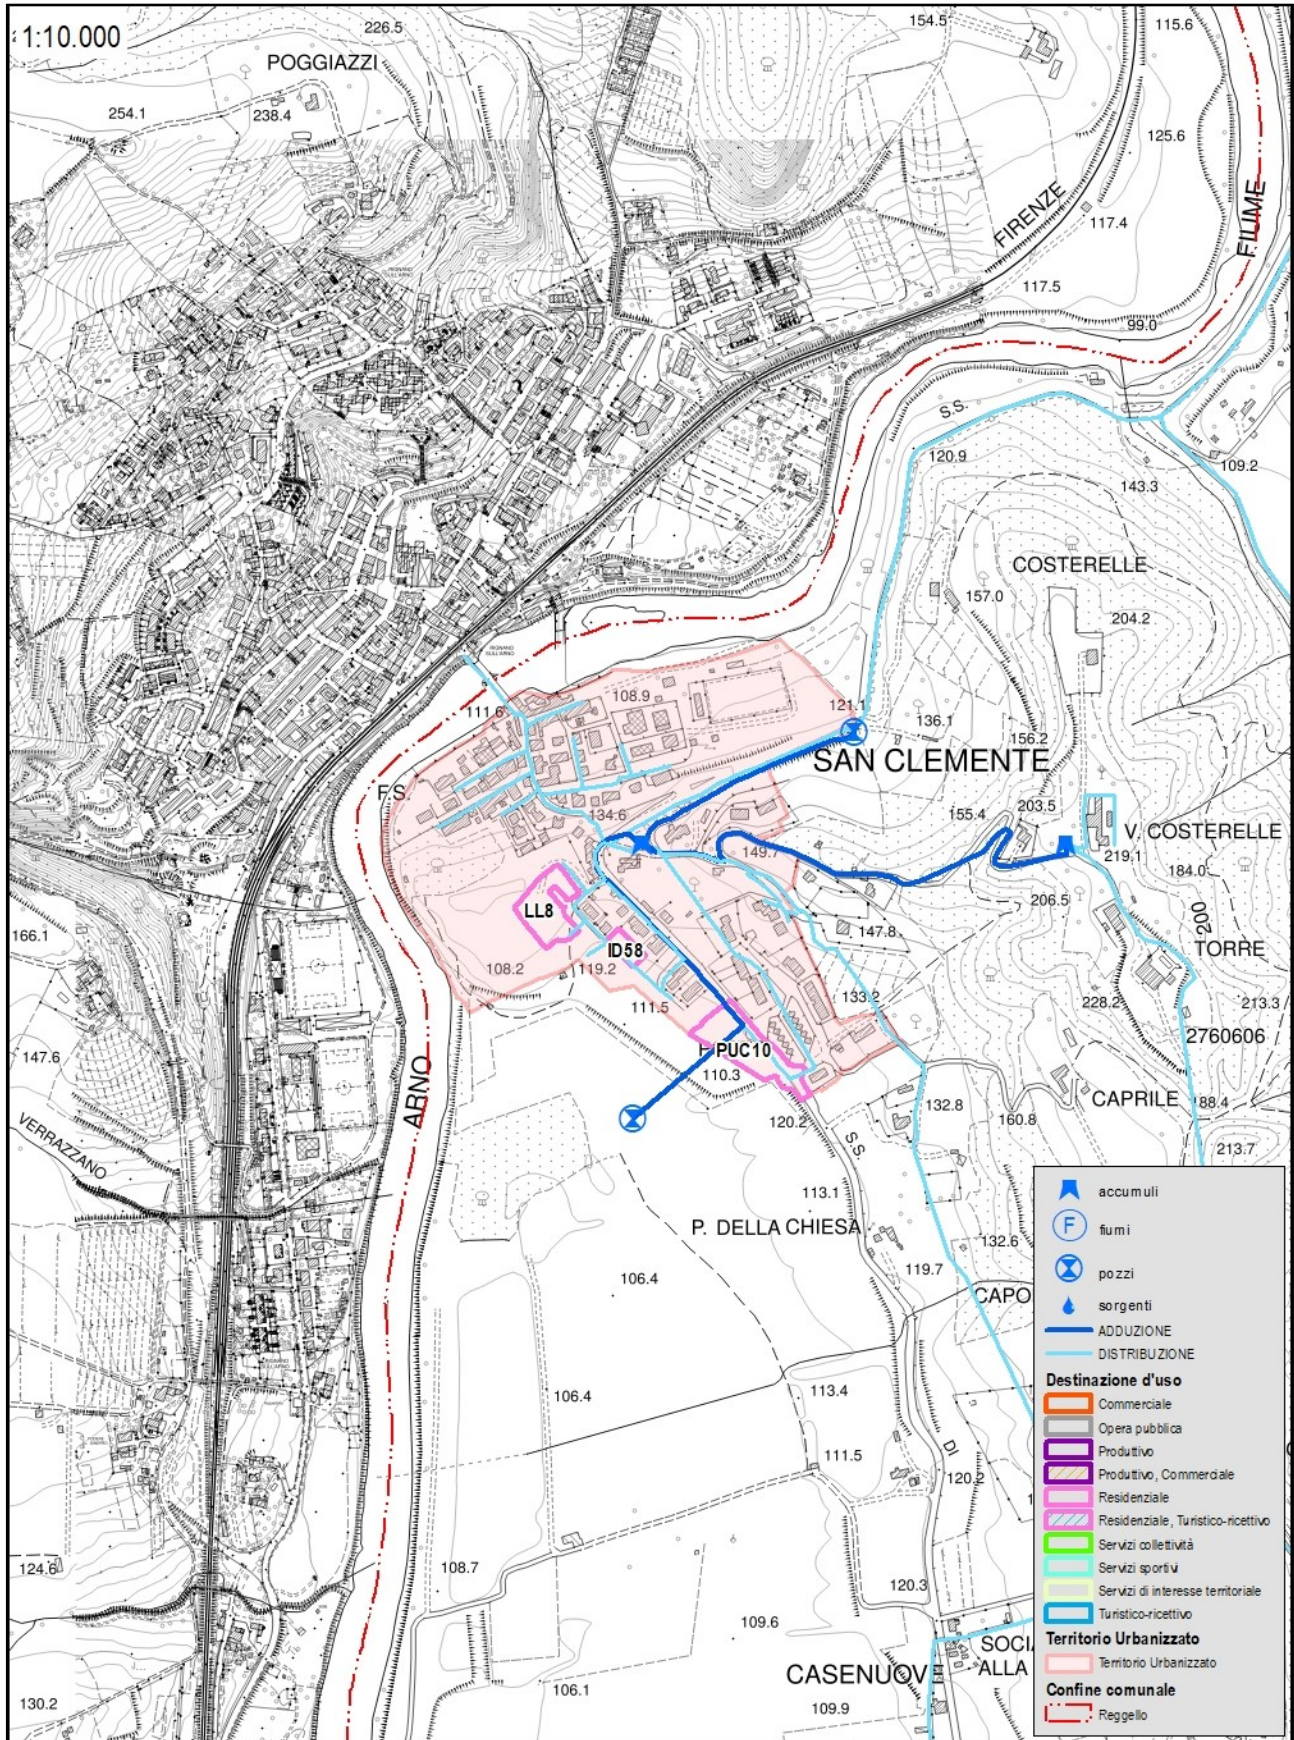 1:10.000
226.5
154.5
115.6
POGGIAZZI
254.1
238.4
125.6
FIRENZE
117.4
FIUME
RIGNANO
SULL'ARNO
117.5
99.0
S.S.
120.9
109.2
143.3
COSTERELLE
157.0
204.2
RIGNANO
SULL'ARNO
108.9
111.6
121.1
136.1
156.2
SAN CLEMENTE
F.S.
134.6
203.5
155.4
V. COSTERELLE
149.7
219.1
184.0
206.5
LL8
147.8
200
166.1
ID58
TORRE
108.2
119.2
133.2
228.2
213.3
111.5
2760606
147.6
PUC10
ARNO
110.3
CAPRILE
188.4
132.8
160.8
120.2
VERRAZZANO
S.S.
213.7
113.1
P. DELLA CHIESA
132.6
119.7
106.4
CAPO
RIGNANO
SULL'ARNO
106.4
113.4
111.5
DI
120.2
124.6
108.7
120.3
109.6
SOCI
ALLA
CASENUOVE
130.2
106.1
109.9
accumuli
F
fiumi
pozzi
sorgenti
ADDUZIONE
DISTRIBUZIONE
Destinazione d'uso
Commerciale
Opera pubblica
Produttivo
Produttivo, Commerciale
Residenziale
Residenziale, Turistico-ricettivo
Servizi collettività
Servizi sportivi
Servizi di interesse territoriale
Turistico-ricettivo
Territorio Urbanizzato
Territorio Urbanizzato
Confine comunale
Reggello